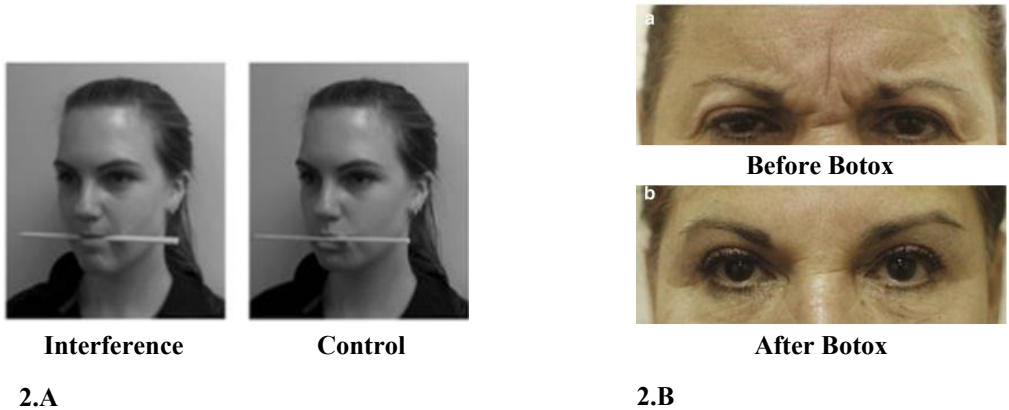 a
Before Botox
b
After Botox
Interference
Control
2.A
2.B